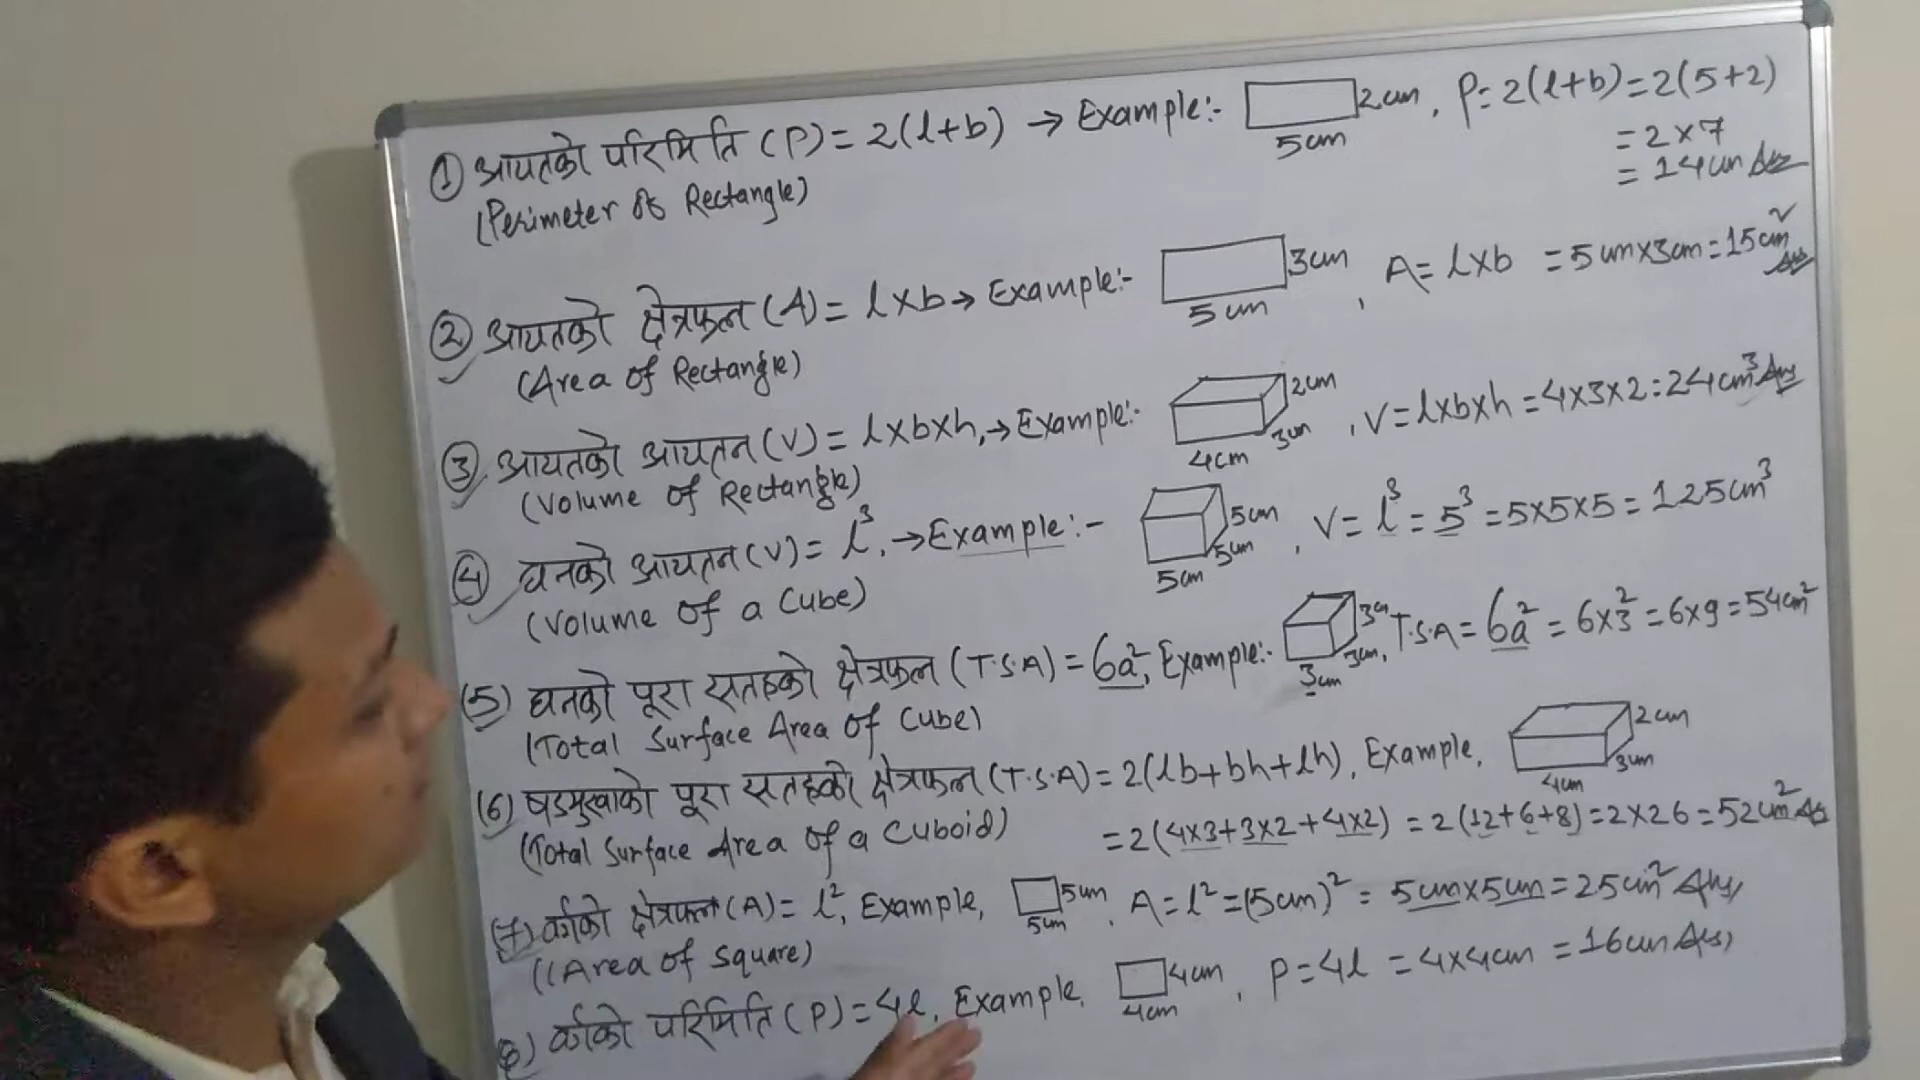 ① आयतको परिमिति (P) = 2(l+b) → Example:- 2cm, 5cm, P = 2(l+b) = 2(5+2)
= 2×7
= 14cm Ans
(Perimeter of Rectangle)
② आयतको क्षेत्रफल (A) = l×b → Example:- 3cm, 5cm, A = l×b = 5cm×3cm = 15cm² Ans
(Area of Rectangle)
③ आयतको आयतन (V) = l×b×h, → Example:- 2cm 3cm 4cm, V = l×b×h = 4×3×2 = 24cm³ Ans
(Volume of Rectangle)
④ घनको आयतन (V) = l³, → Example:- 5cm 5cm 5cm, V = l³ = 5³ = 5×5×5 = 125cm³
(Volume of a Cube)
(5) घनको पूरा सतहको क्षेत्रफल (T.S.A) = 6a², Example:- 3cm 3cm 3cm, T.S.A = 6a² = 6×3² = 6×9 = 54cm²
(Total Surface Area of Cube)
(6) षडमुखाको पूरा सतहको क्षेत्रफल (T.S.A) = 2(lb+bh+lh), Example, 2cm 3cm 4cm
(Total Surface Area of a Cuboid) = 2(4×3+3×2+4×2) = 2(12+6+8) = 2×26 = 52cm² Ans
(7) वर्गको क्षेत्रफल (A) = l², Example, 5cm 5cm, A = l² = (5cm)² = 5cm×5cm = 25cm² Ans,
((Area of Square)
(8) वर्गको परिमिति (P) = 4l, Example, 4cm 4cm, P = 4l = 4×4cm = 16cm Ans,